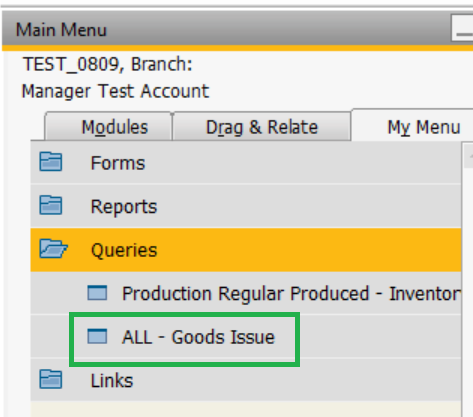 Main Menu
TEST_0809, Branch:
Manager Test Account
Modules Drag & Relate My Menu
Forms
Reports
Queries
Production Regular Produced - Inventor
ALL - Goods Issue
Links